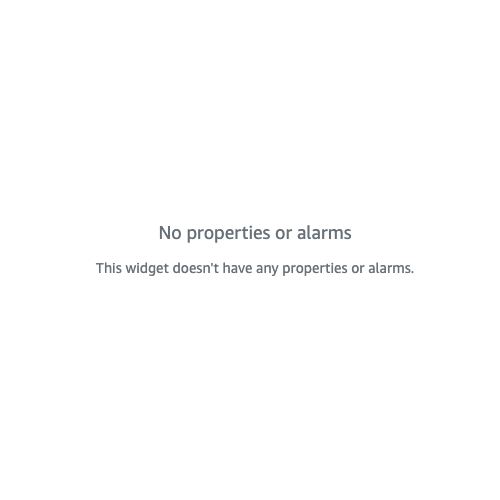 No properties or alarms
This widget doesn't have any properties or alarms.